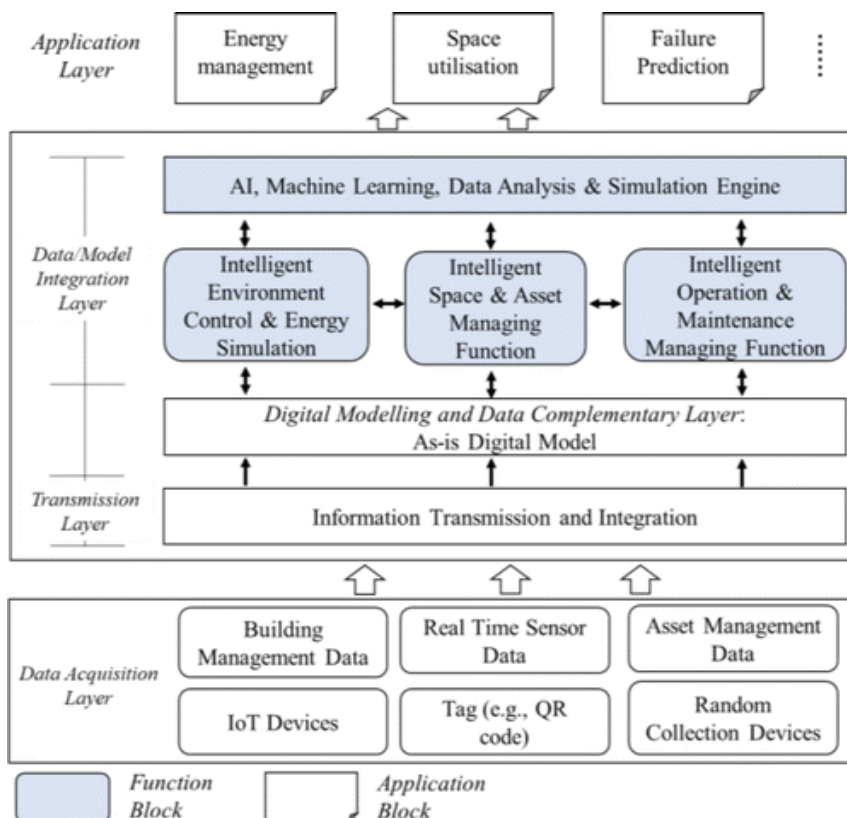 Application
Layer
Energy
management
Space
utilisation
Failure
Prediction
AI, Machine Learning, Data Analysis & Simulation Engine
Data/Model
Integration
Layer
Intelligent
Environment
Control & Energy
Simulation
Intelligent
Space & Asset
Managing
Function
Intelligent
Operation &
Maintenance
Managing Function
Digital Modelling and Data Complementary Layer:
As-is Digital Model
Transmission
Layer
Information Transmission and Integration
Data Acquisition
Layer
Building
Management Data
Real Time Sensor
Data
Asset Management
Data
IoT Devices
Tag (e.g., QR
code)
Random
Collection Devices
Function
Block
Application
Block